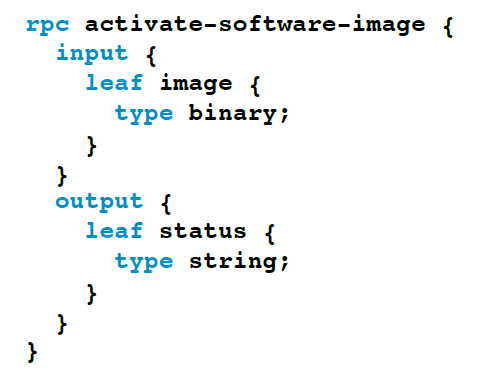 rpc activate-software-image {
  input {
    leaf image {
      type binary;
    }
  }
  output {
    leaf status {
      type string;
    }
  }
}